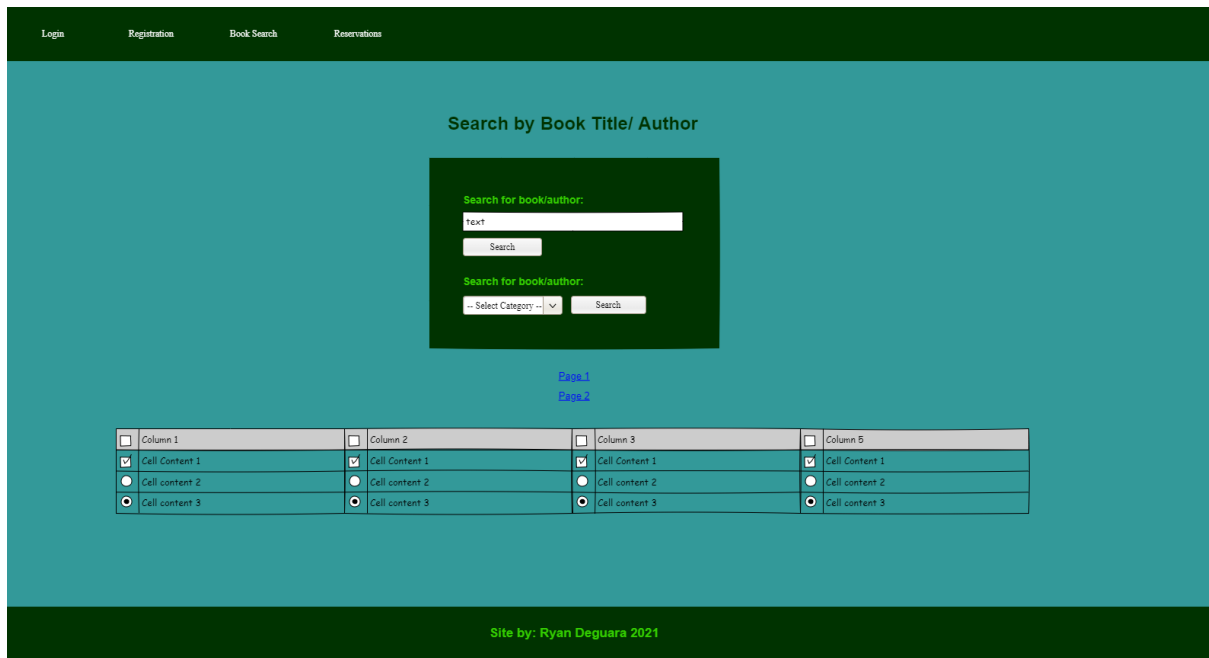 Login Registration Book Search Reservations
Search by Book Title/ Author
Search for book/author:
text
Search
Search for book/author:
-- Select Category -- Search
Page 1
Page 2
Column 1 Column 2 Column 3 Column 5
Cell Content 1 Cell Content 1 Cell Content 1 Cell Content 1
Cell content 2 Cell content 2 Cell content 2 Cell content 2
Cell content 3 Cell content 3 Cell content 3 Cell content 3
Site by: Ryan Deguara 2021